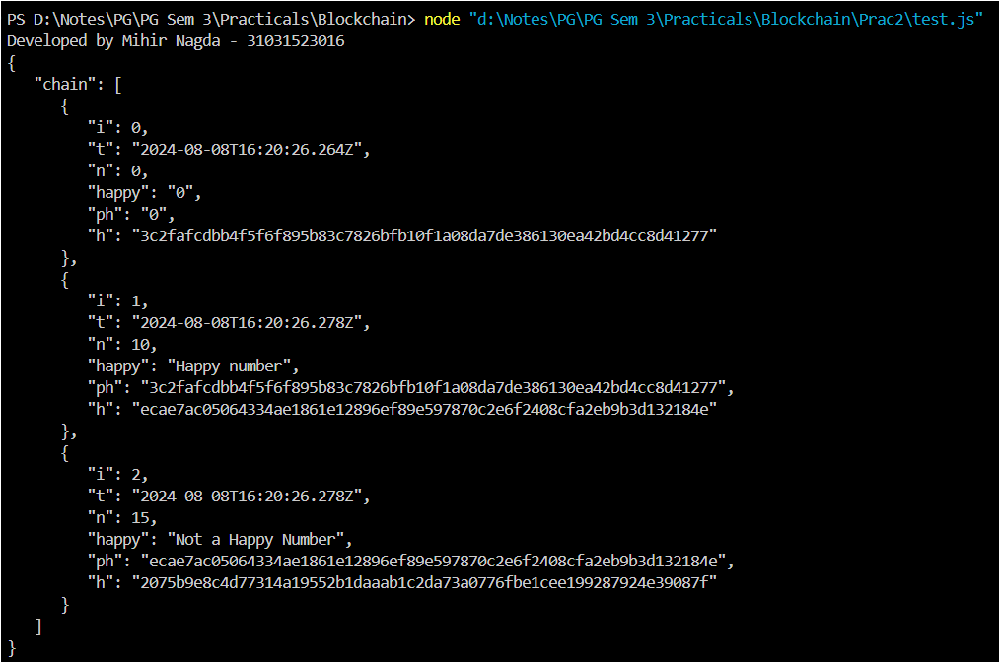 PS D:\Notes\PG\PG Sem 3\Practicals\Blockchain> node "d:\Notes\PG\PG Sem 3\Practicals\Blockchain\Prac2\test.js"
Developed by Mihir Nagda - 31031523016
{
   "chain": [
      {
         "i": 0,
         "t": "2024-08-08T16:20:26.264Z",
         "n": 0,
         "happy": "0",
         "ph": "0",
         "h": "3c2fafcdbb4f5f6f895b83c7826bfb10f1a08da7de386130ea42bd4cc8d41277"
      },
      {
         "i": 1,
         "t": "2024-08-08T16:20:26.278Z",
         "n": 10,
         "happy": "Happy number",
         "ph": "3c2fafcdbb4f5f6f895b83c7826bfb10f1a08da7de386130ea42bd4cc8d41277",
         "h": "ecae7ac05064334ae1861e12896ef89e597870c2e6f2408cfa2eb9b3d132184e"
      },
      {
         "i": 2,
         "t": "2024-08-08T16:20:26.278Z",
         "n": 15,
         "happy": "Not a Happy Number",
         "ph": "ecae7ac05064334ae1861e12896ef89e597870c2e6f2408cfa2eb9b3d132184e",
         "h": "2075b9e8c4d77314a19552b1daaab1c2da73a0776fbe1cee199287924e39087f"
      }
   ]
}